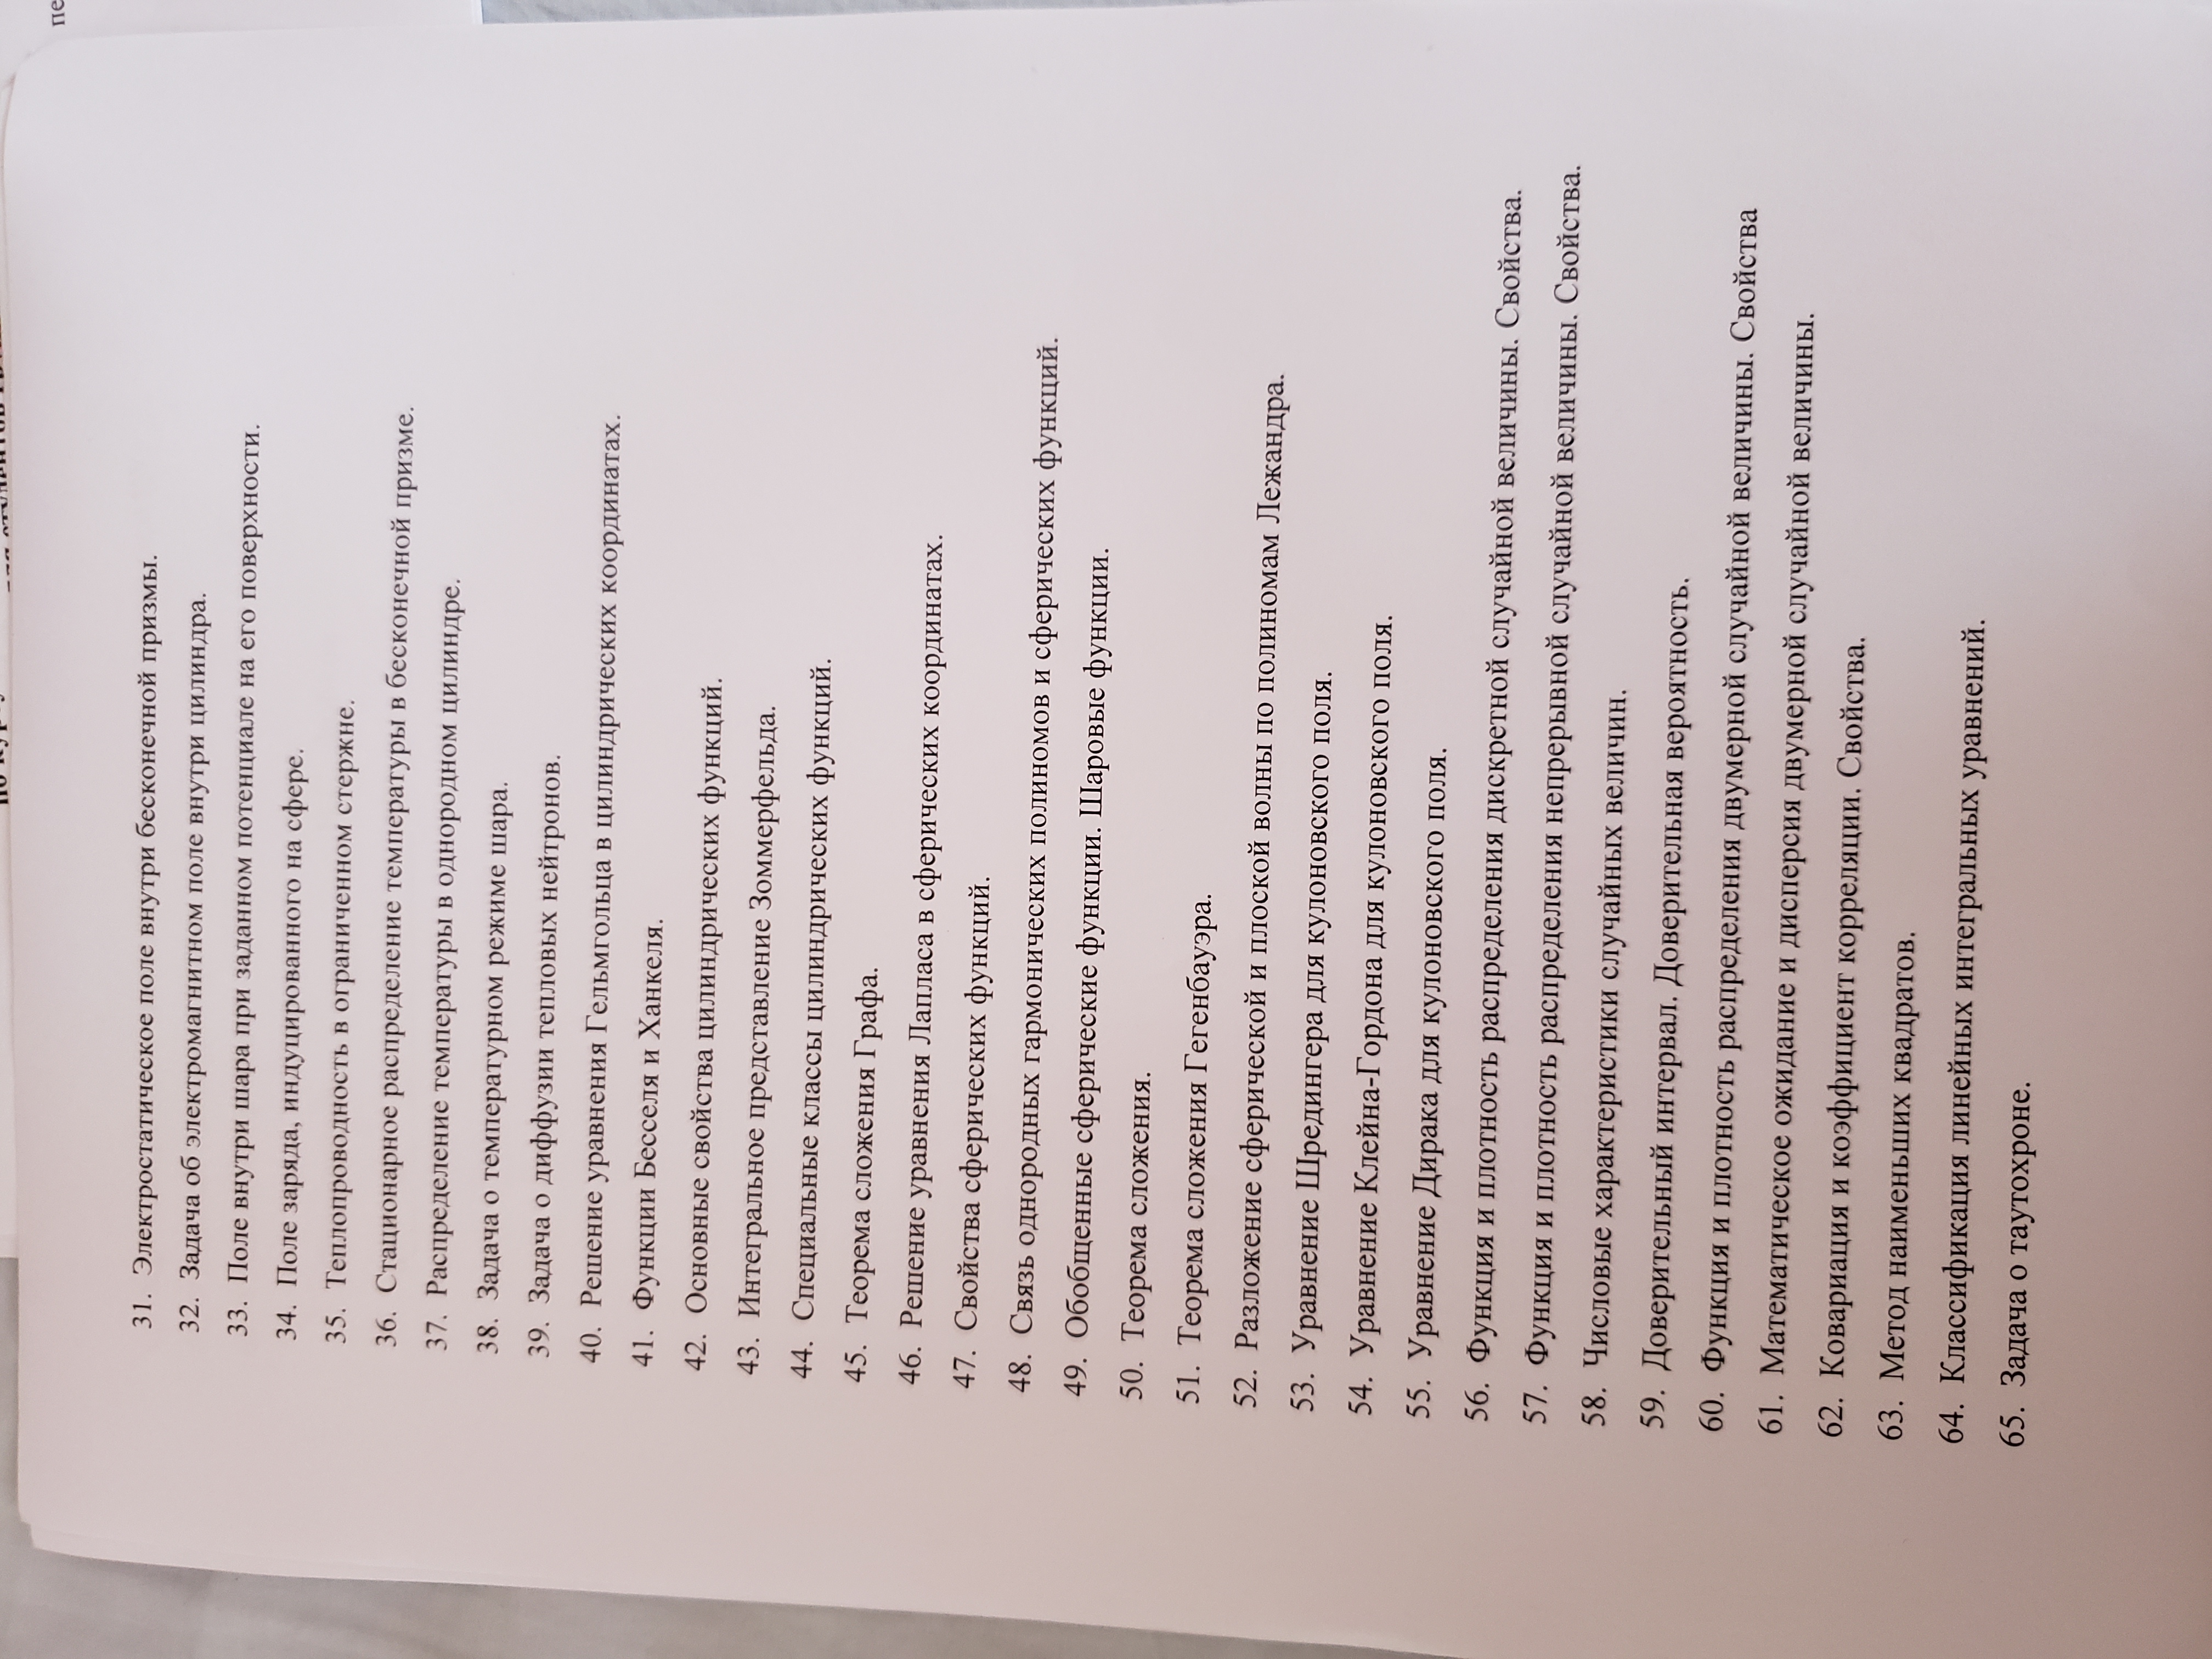 по
для студентов
пе
31. Электростатическое поле внутри бесконечной призмы.
32. Задача об электромагнитном поле внутри цилиндра.
33. Поле внутри шара при заданном потенциале на его поверхности.
34. Поле заряда, индуцированного на сфере.
35. Теплопроводность в ограниченном стержне.
36. Стационарное распределение температуры в бесконечной призме.
37. Распределение температуры в однородном цилиндре.
38. Задача о температурном режиме шара.
39. Задача о диффузии тепловых нейтронов.
40. Решение уравнения Гельмгольца в цилиндрических координатах.
41. Функции Бесселя и Ханкеля.
42. Основные свойства цилиндрических функций.
43. Интегральное представление Зоммерфельда.
44. Специальные классы цилиндрических функций.
45. Теорема сложения Графа.
46. Решение уравнения Лапласа в сферических координатах.
47. Свойства сферических функций.
48. Связь однородных гармонических полиномов и сферических функций.
49. Обобщенные сферические функции. Шаровые функции.
50. Теорема сложения.
51. Теорема сложения Гегенбауэра.
52. Разложение сферической и плоской волны по полиномам Лежандра.
53. Уравнение Шредингера для кулоновского поля.
54. Уравнение Клейна-Гордона для кулоновского поля.
55. Уравнение Дирака для кулоновского поля.
56. Функция и плотность распределения дискретной случайной величины. Свойства.
57. Функция и плотность распределения непрерывной случайной величины. Свойства.
58. Числовые характеристики случайных величин.
59. Доверительный интервал. Доверительная вероятность.
60. Функция и плотность распределения двумерной случайной величины. Свойства
61. Математическое ожидание и дисперсия двумерной случайной величины.
62. Ковариация и коэффициент корреляции. Свойства.
63. Метод наименьших квадратов.
64. Классификация линейных интегральных уравнений.
65. Задача о таутохроне.